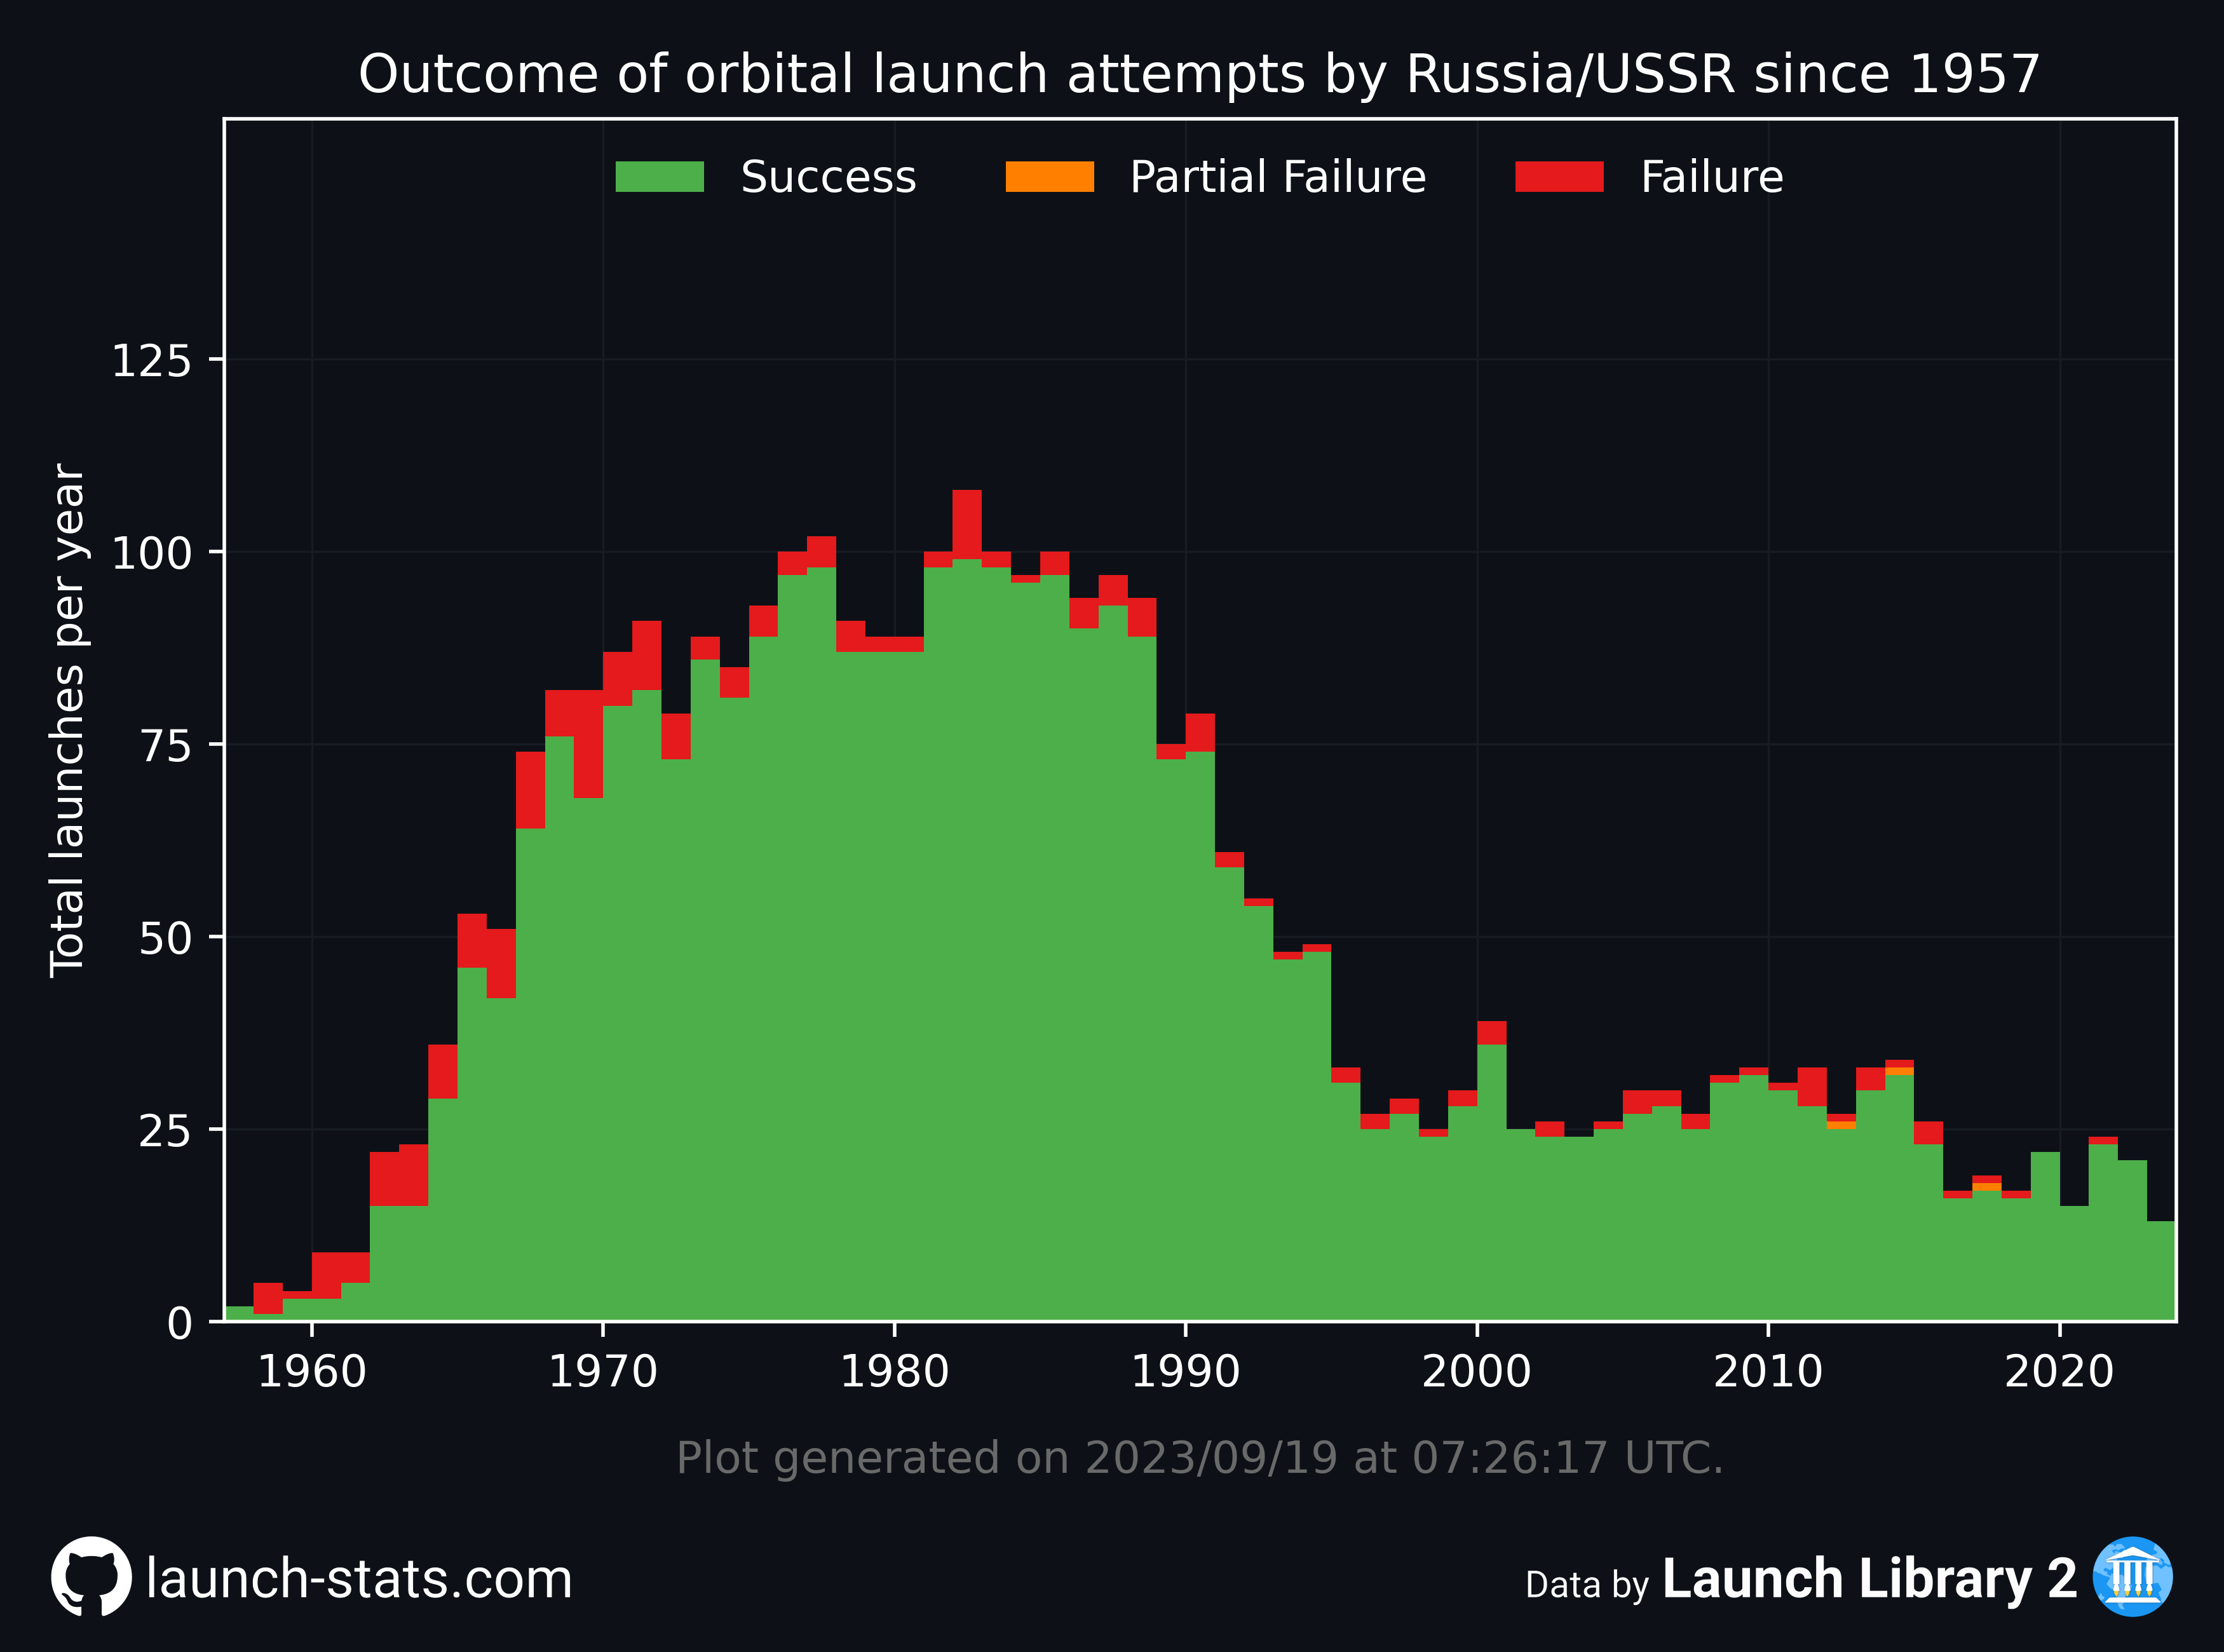 Outcome of orbital launch attempts by Russia/USSR since 1957
Success Partial Failure Failure
Total launches per year
125
100
75
50
25
0
1960 1970 1980 1990 2000 2010 2020
Plot generated on 2023/09/19 at 07:26:17 UTC.
launch-stats.com
Data by Launch Library 2